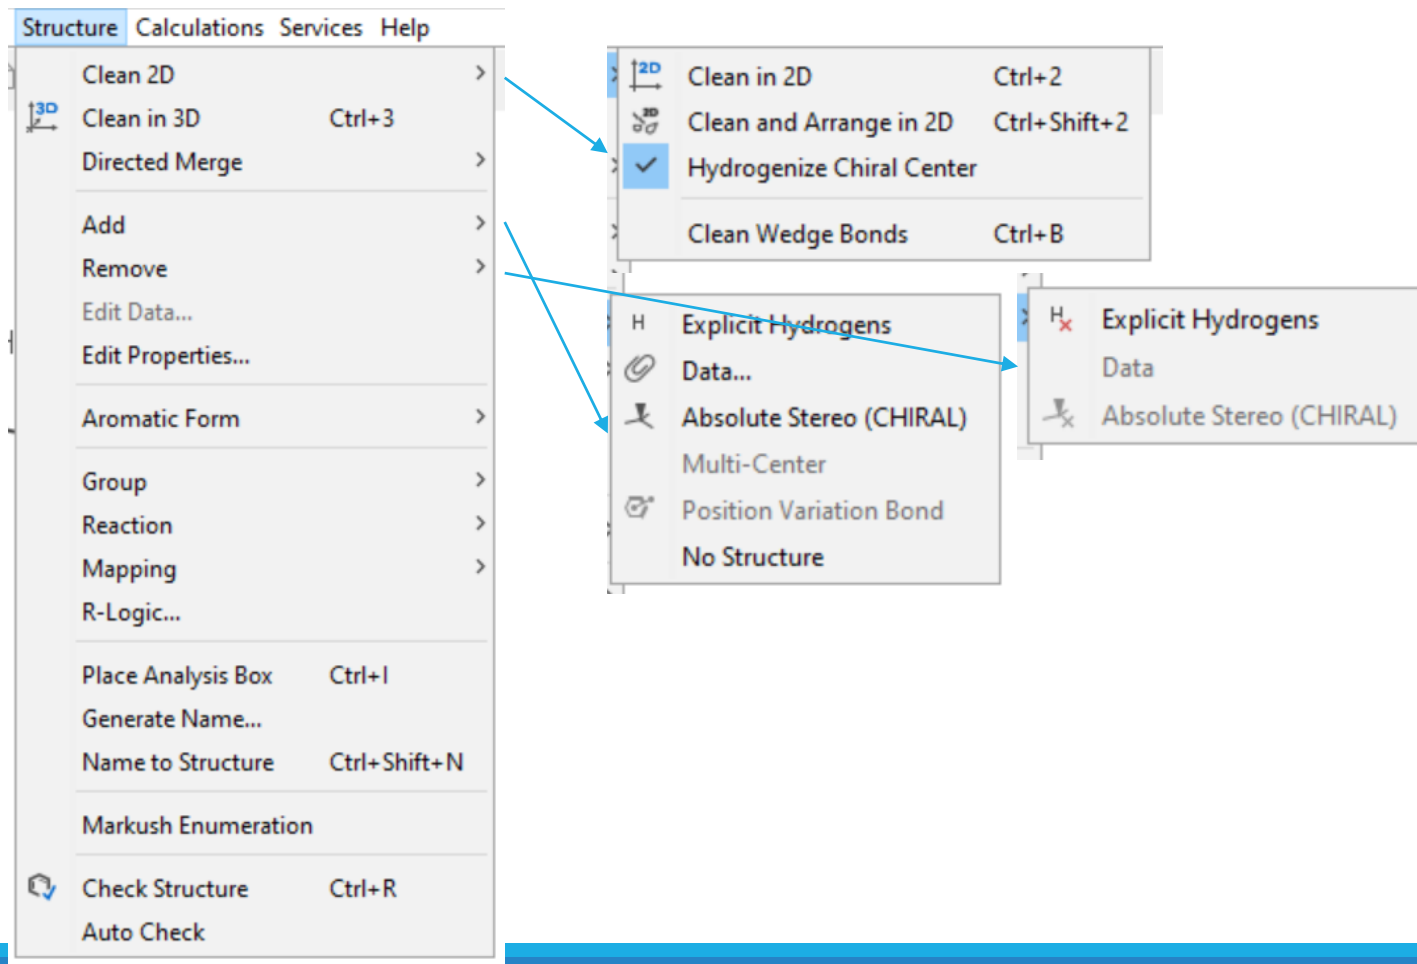 Structure Calculations Services Help
Clean 2D
3D Clean in 3D Ctrl+3
Directed Merge
Add
Remove
Edit Data...
Edit Properties...
Aromatic Form
Group
Reaction
Mapping
R-Logic...
Place Analysis Box Ctrl+I
Generate Name...
Name to Structure Ctrl+Shift+N
Markush Enumeration
Check Structure Ctrl+R
Auto Check
2D Clean in 2D Ctrl+2
2D Clean and Arrange in 2D Ctrl+Shift+2
Hydrogenize Chiral Center
Clean Wedge Bonds Ctrl+B
H Explicit Hydrogens
Data...
Absolute Stereo (CHIRAL)
Multi-Center
Position Variation Bond
No Structure
H Explicit Hydrogens
Data
Absolute Stereo (CHIRAL)